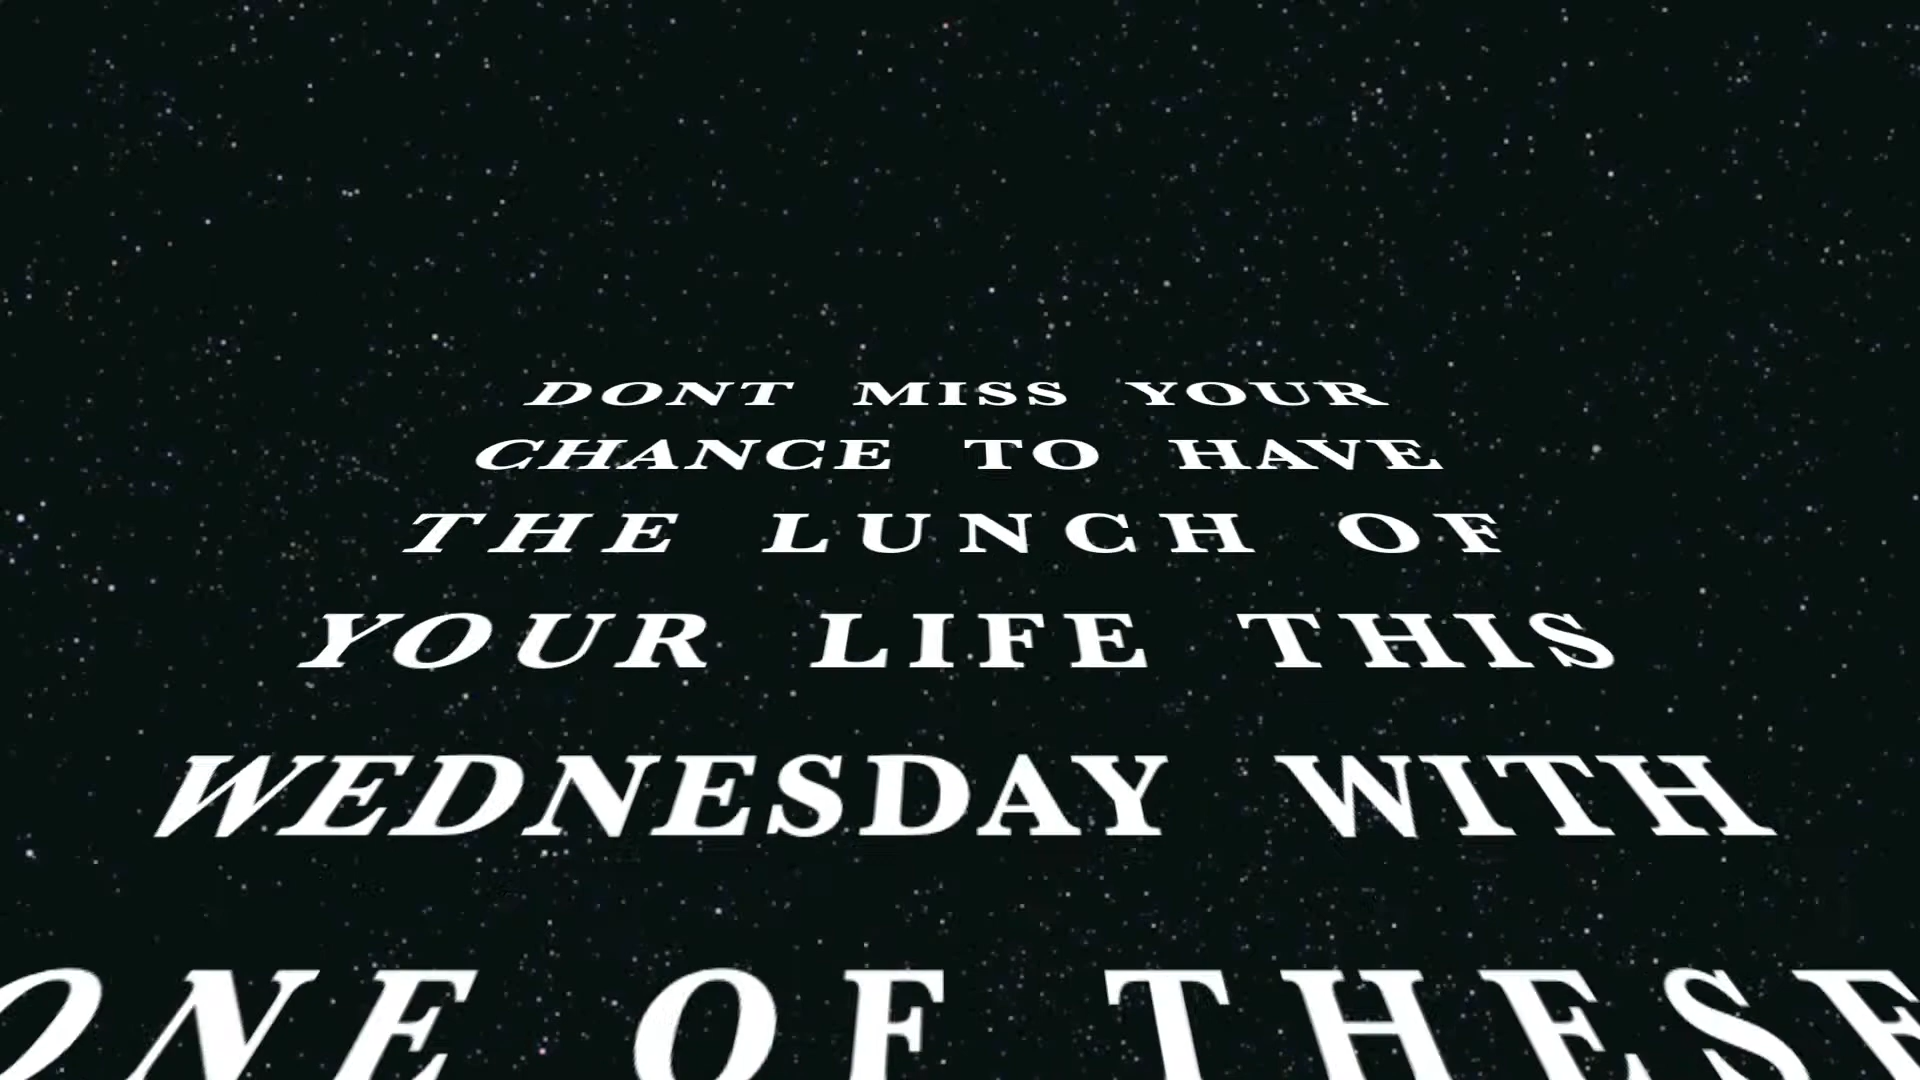 DONT MISS YOUR
CHANCE TO HAVE
THE LUNCH OF
YOUR LIFE THIS
WEDNESDAY WITH
ONE OF THESE